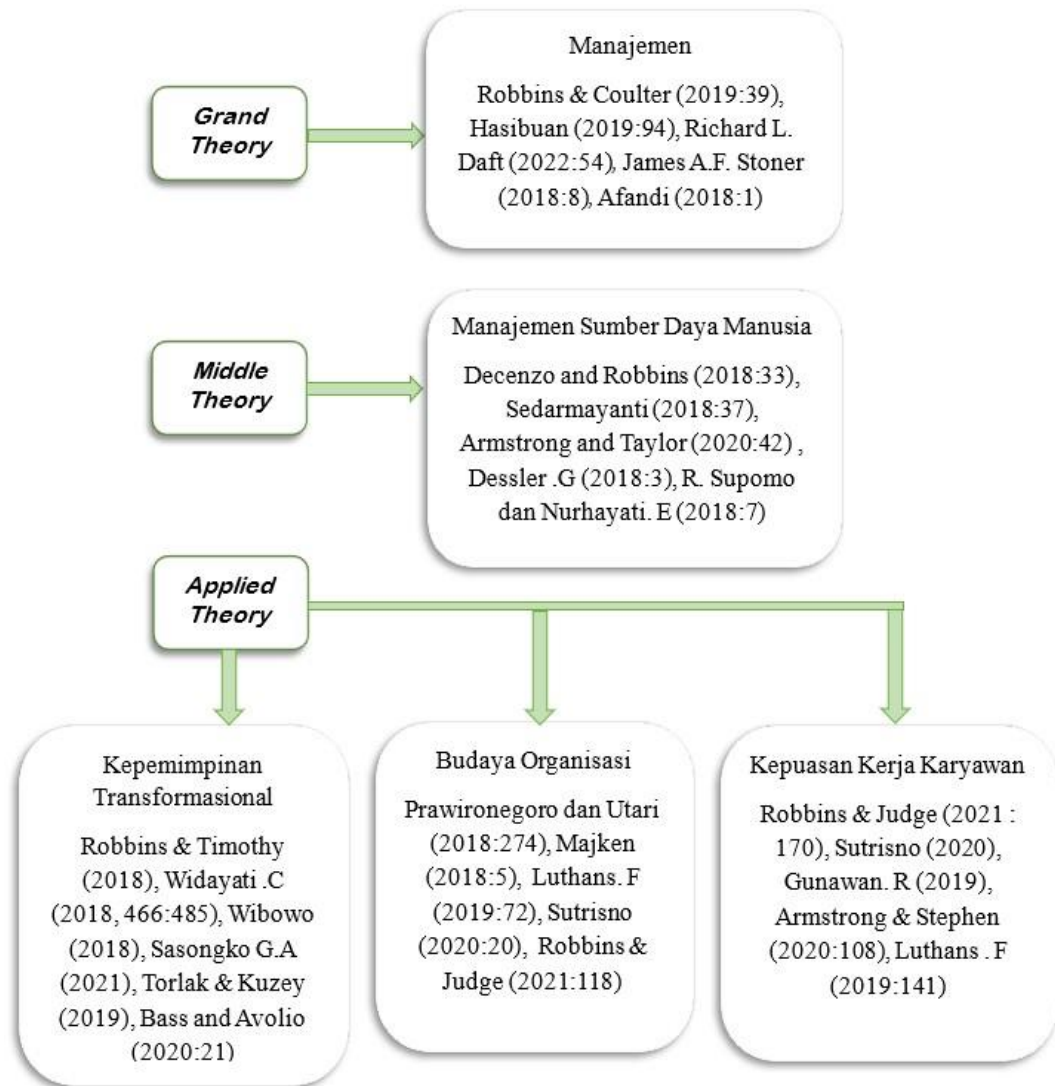 Grand
Theory
Manajemen
Robbins & Coulter (2019:39),
Hasibuan (2019:94), Richard L.
Daft (2022:54), James A.F. Stoner
(2018:8), Afandi (2018:1)
Middle
Theory
Manajemen Sumber Daya Manusia
Decenzo and Robbins (2018:33),
Sedarmayanti (2018:37),
Armstrong and Taylor (2020:42) ,
Dessler .G (2018:3), R. Supomo
dan Nurhayati. E (2018:7)
Applied
Theory
Kepemimpinan
Transformasional
Robbins & Timothy
(2018), Widayati .C
(2018, 466:485), Wibowo
(2018), Sasongko G.A
(2021), Torlak & Kuzey
(2019), Bass and Avolio
(2020:21)
Budaya Organisasi
Prawironegoro dan Utari
(2018:274), Majken
(2018:5), Luthans. F
(2019:72), Sutrisno
(2020:20), Robbins &
Judge (2021:118)
Kepuasan Kerja Karyawan
Robbins & Judge (2021 :
170), Sutrisno (2020),
Gunawan. R (2019),
Armstrong & Stephen
(2020:108), Luthans . F
(2019:141)